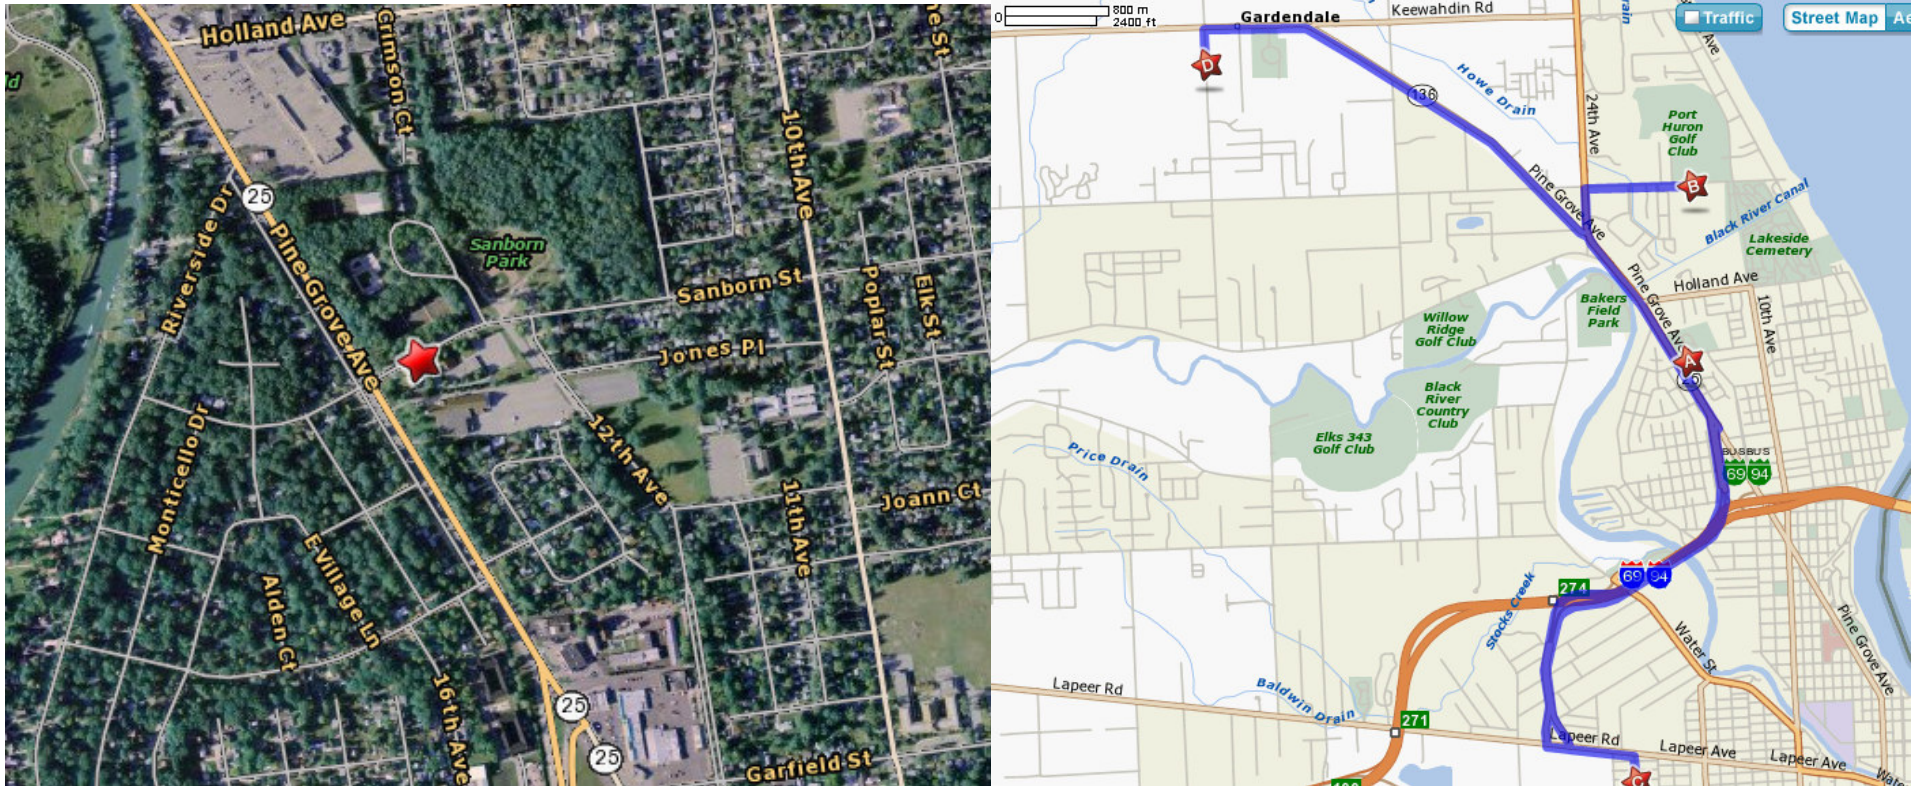 Holland Ave
Crimson Ct
10th Ave
25
Riverside Dr
Pine Grove Ave
Sanborn
Park
Sanborn St
Poplar St
Elk St
Jones Pl
Monticello Dr
12th Ave
11th Ave
Joann Ct
E Village Ln
Alden Ct
16th Ave
25
25
Garfield St
0
800 m
2400 ft
Gardendale
Keewahdin Rd
Traffic
Street Map
Ae
Ave
D
136
Howe Drain
24th Ave
Port
Huron
Golf
Club
B
Pine Grove Ave
Black River Canal
Lakeside
Cemetery
Pine Grove Ave
Holland Ave
Bakers
Field
Park
10th Ave
Willow
Ridge
Golf Club
A
25
Black
River
Country
Club
Elks 343
Golf Club
Price Drain
BUS BUS
69 94
69 94
274
Stocks Creek
Water St
Pine Grove Ave
Lapeer Rd
Baldwin Drain
271
Lapeer Rd
Lapeer Ave
Lapeer Ave
C